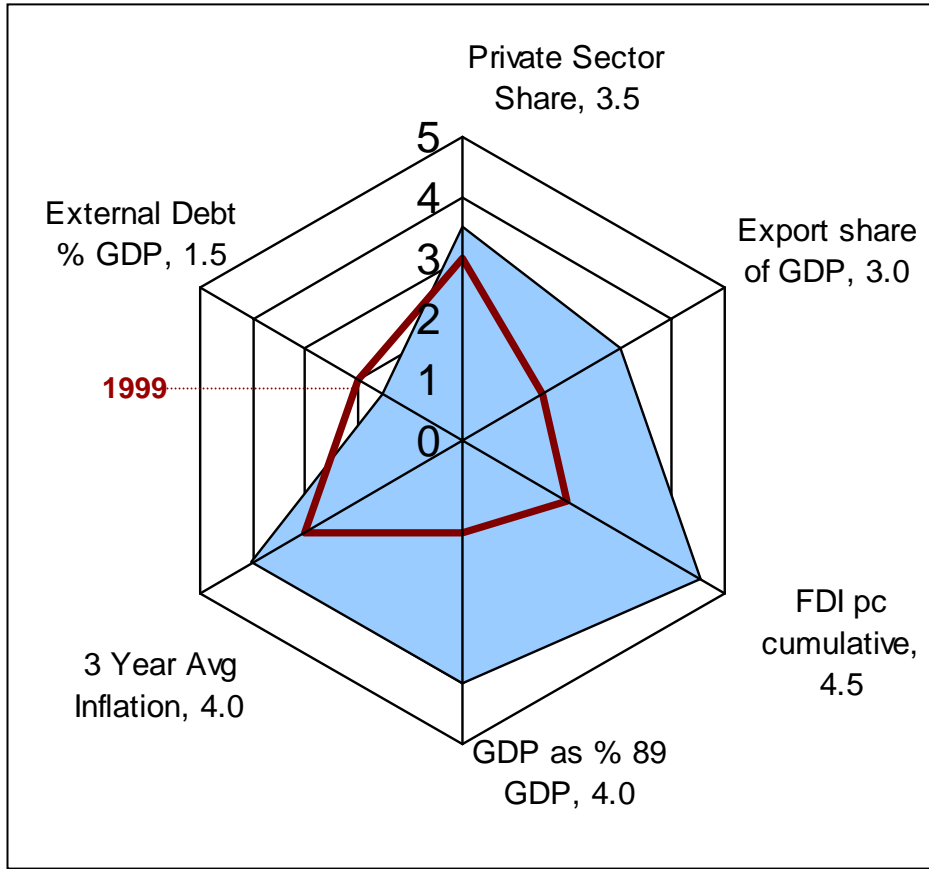 Private Sector
Share, 3.5
5
4
3
2
1
0
External Debt
% GDP, 1.5
Export share
of GDP, 3.0
1999
3 Year Avg
Inflation, 4.0
FDI pc
cumulative,
4.5
GDP as % 89
GDP, 4.0